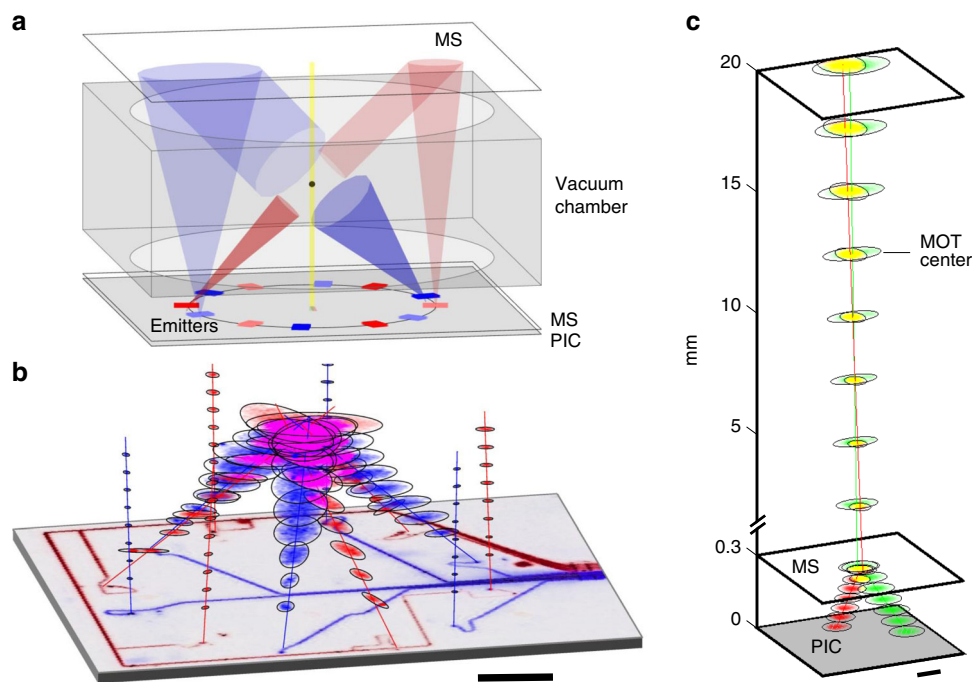 a
MS
Vacuum
chamber
Emitters
MS
PIC
b
c
20
15
MOT
center
10
mm
5
0.3
MS
0
PIC